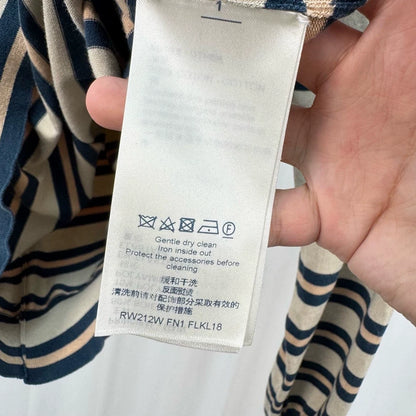 1
Gentle dry clean
Iron inside out
Protect the accessories before
cleaning
缓和干洗
反面熨烫
清洗前请对配饰部分采取有效的
保护措施
RW212W FN1 FLKL18